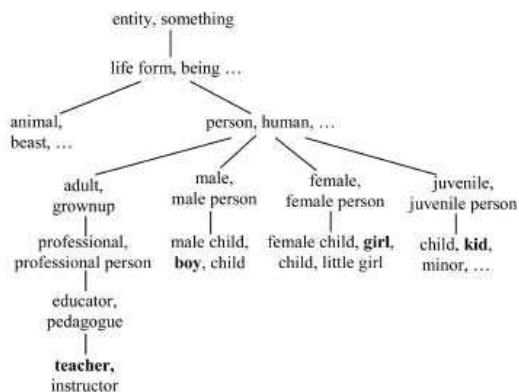 entity, something
life form, being ...
animal,
beast, ...
person, human, ...
adult,
grownup
male,
male person
female,
female person
juvenile,
juvenile person
professional,
professional person
male child,
boy, child
female child, girl,
child, little girl
child, kid,
minor, ...
educator,
pedagogue
teacher,
instructor